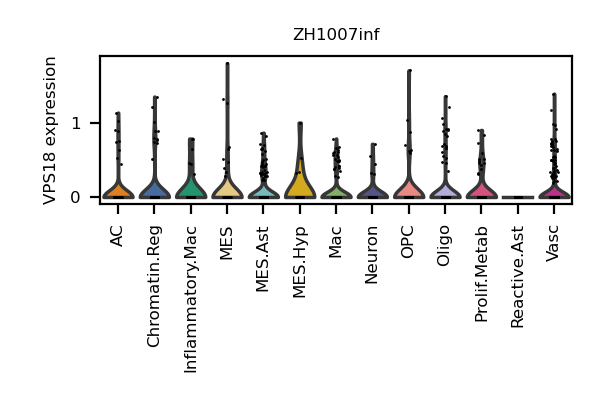 ZH1007inf
VPS18 expression
1
0
AC
Chromatin.Reg
Inflammatory.Mac
MES
MES.Ast
MES.Hyp
Mac
Neuron
OPC
Oligo
Prolif.Metab
Reactive.Ast
Vasc